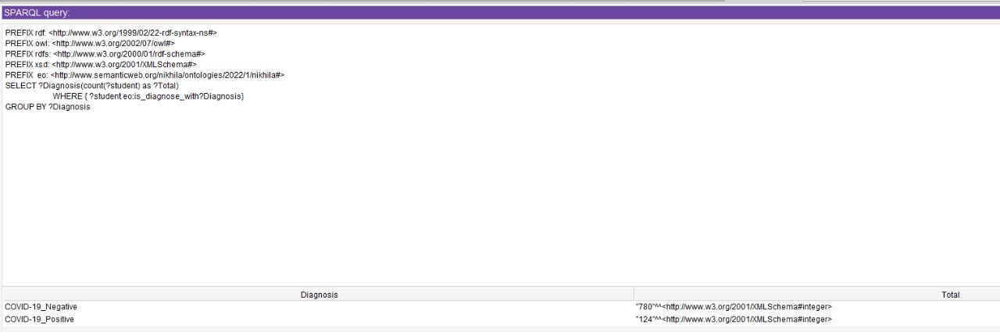 SPARQL query:
PREFIX rdf: <http://www.w3.org/1999/02/22-rdf-syntax-ns#>
PREFIX owl: <http://www.w3.org/2002/07/owl#>
PREFIX rdfs: <http://www.w3.org/2000/01/rdf-schema#>
PREFIX xsd: <http://www.w3.org/2001/XMLSchema#>
PREFIX  eo: <http://www.semanticweb.org/nikhila/ontologies/2022/1/nikhila#>
SELECT ?Diagnosis(count(?student) as ?Total)
WHERE { ?student eo:is_diagnose_with?Diagnosis}
GROUP BY ?Diagnosis
Diagnosis Total
COVID-19_Negative "780"^^<http://www.w3.org/2001/XMLSchema#integer>
COVID-19_Positive "124"^^<http://www.w3.org/2001/XMLSchema#integer>